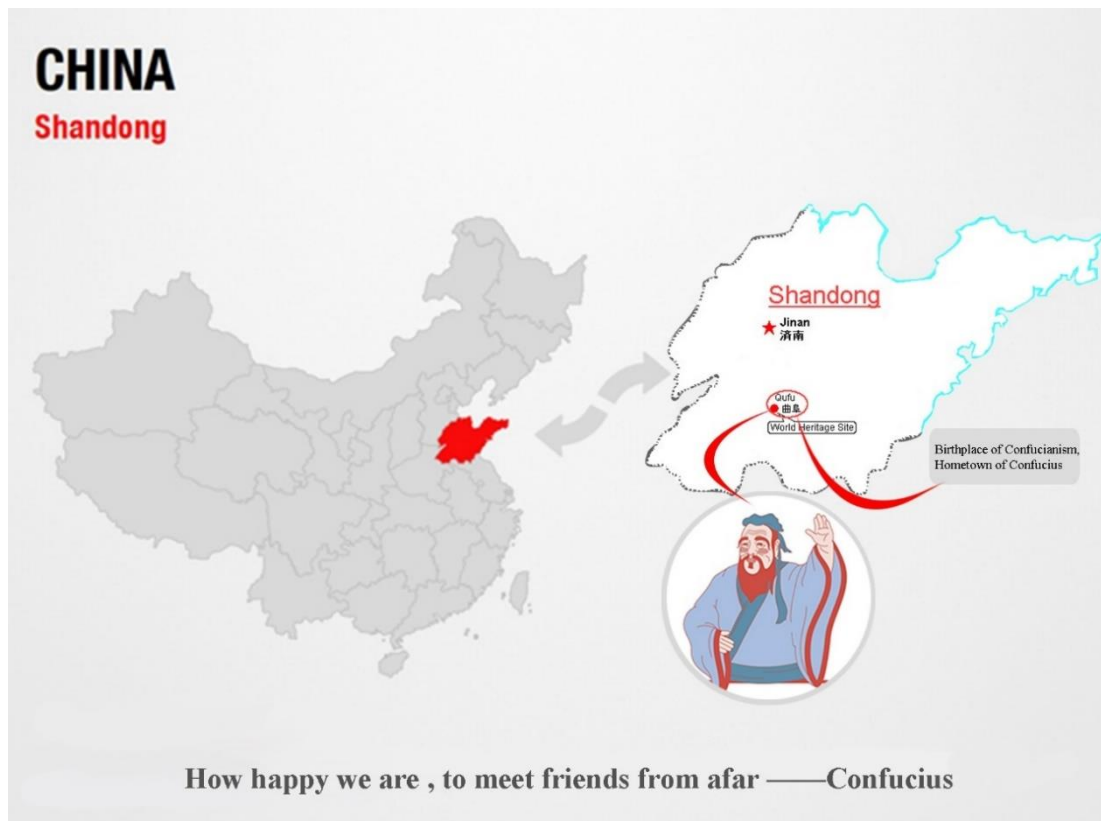 CHINA
Shandong
Shandong
Jinan
済南
Qufu
曲阜
World Heritage Site
Birthplace of Confucianism,
Hometown of Confucius
How happy we are , to meet friends from afar ——Confucius